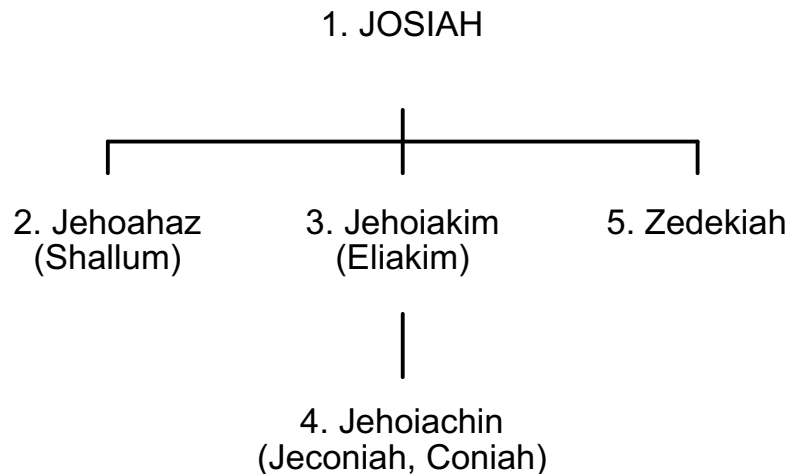 1. JOSIAH
2. Jehoahaz
(Shallum)
3. Jehoiakim
(Eliakim)
5. Zedekiah
4. Jehoiachin
(Jeconiah, Coniah)